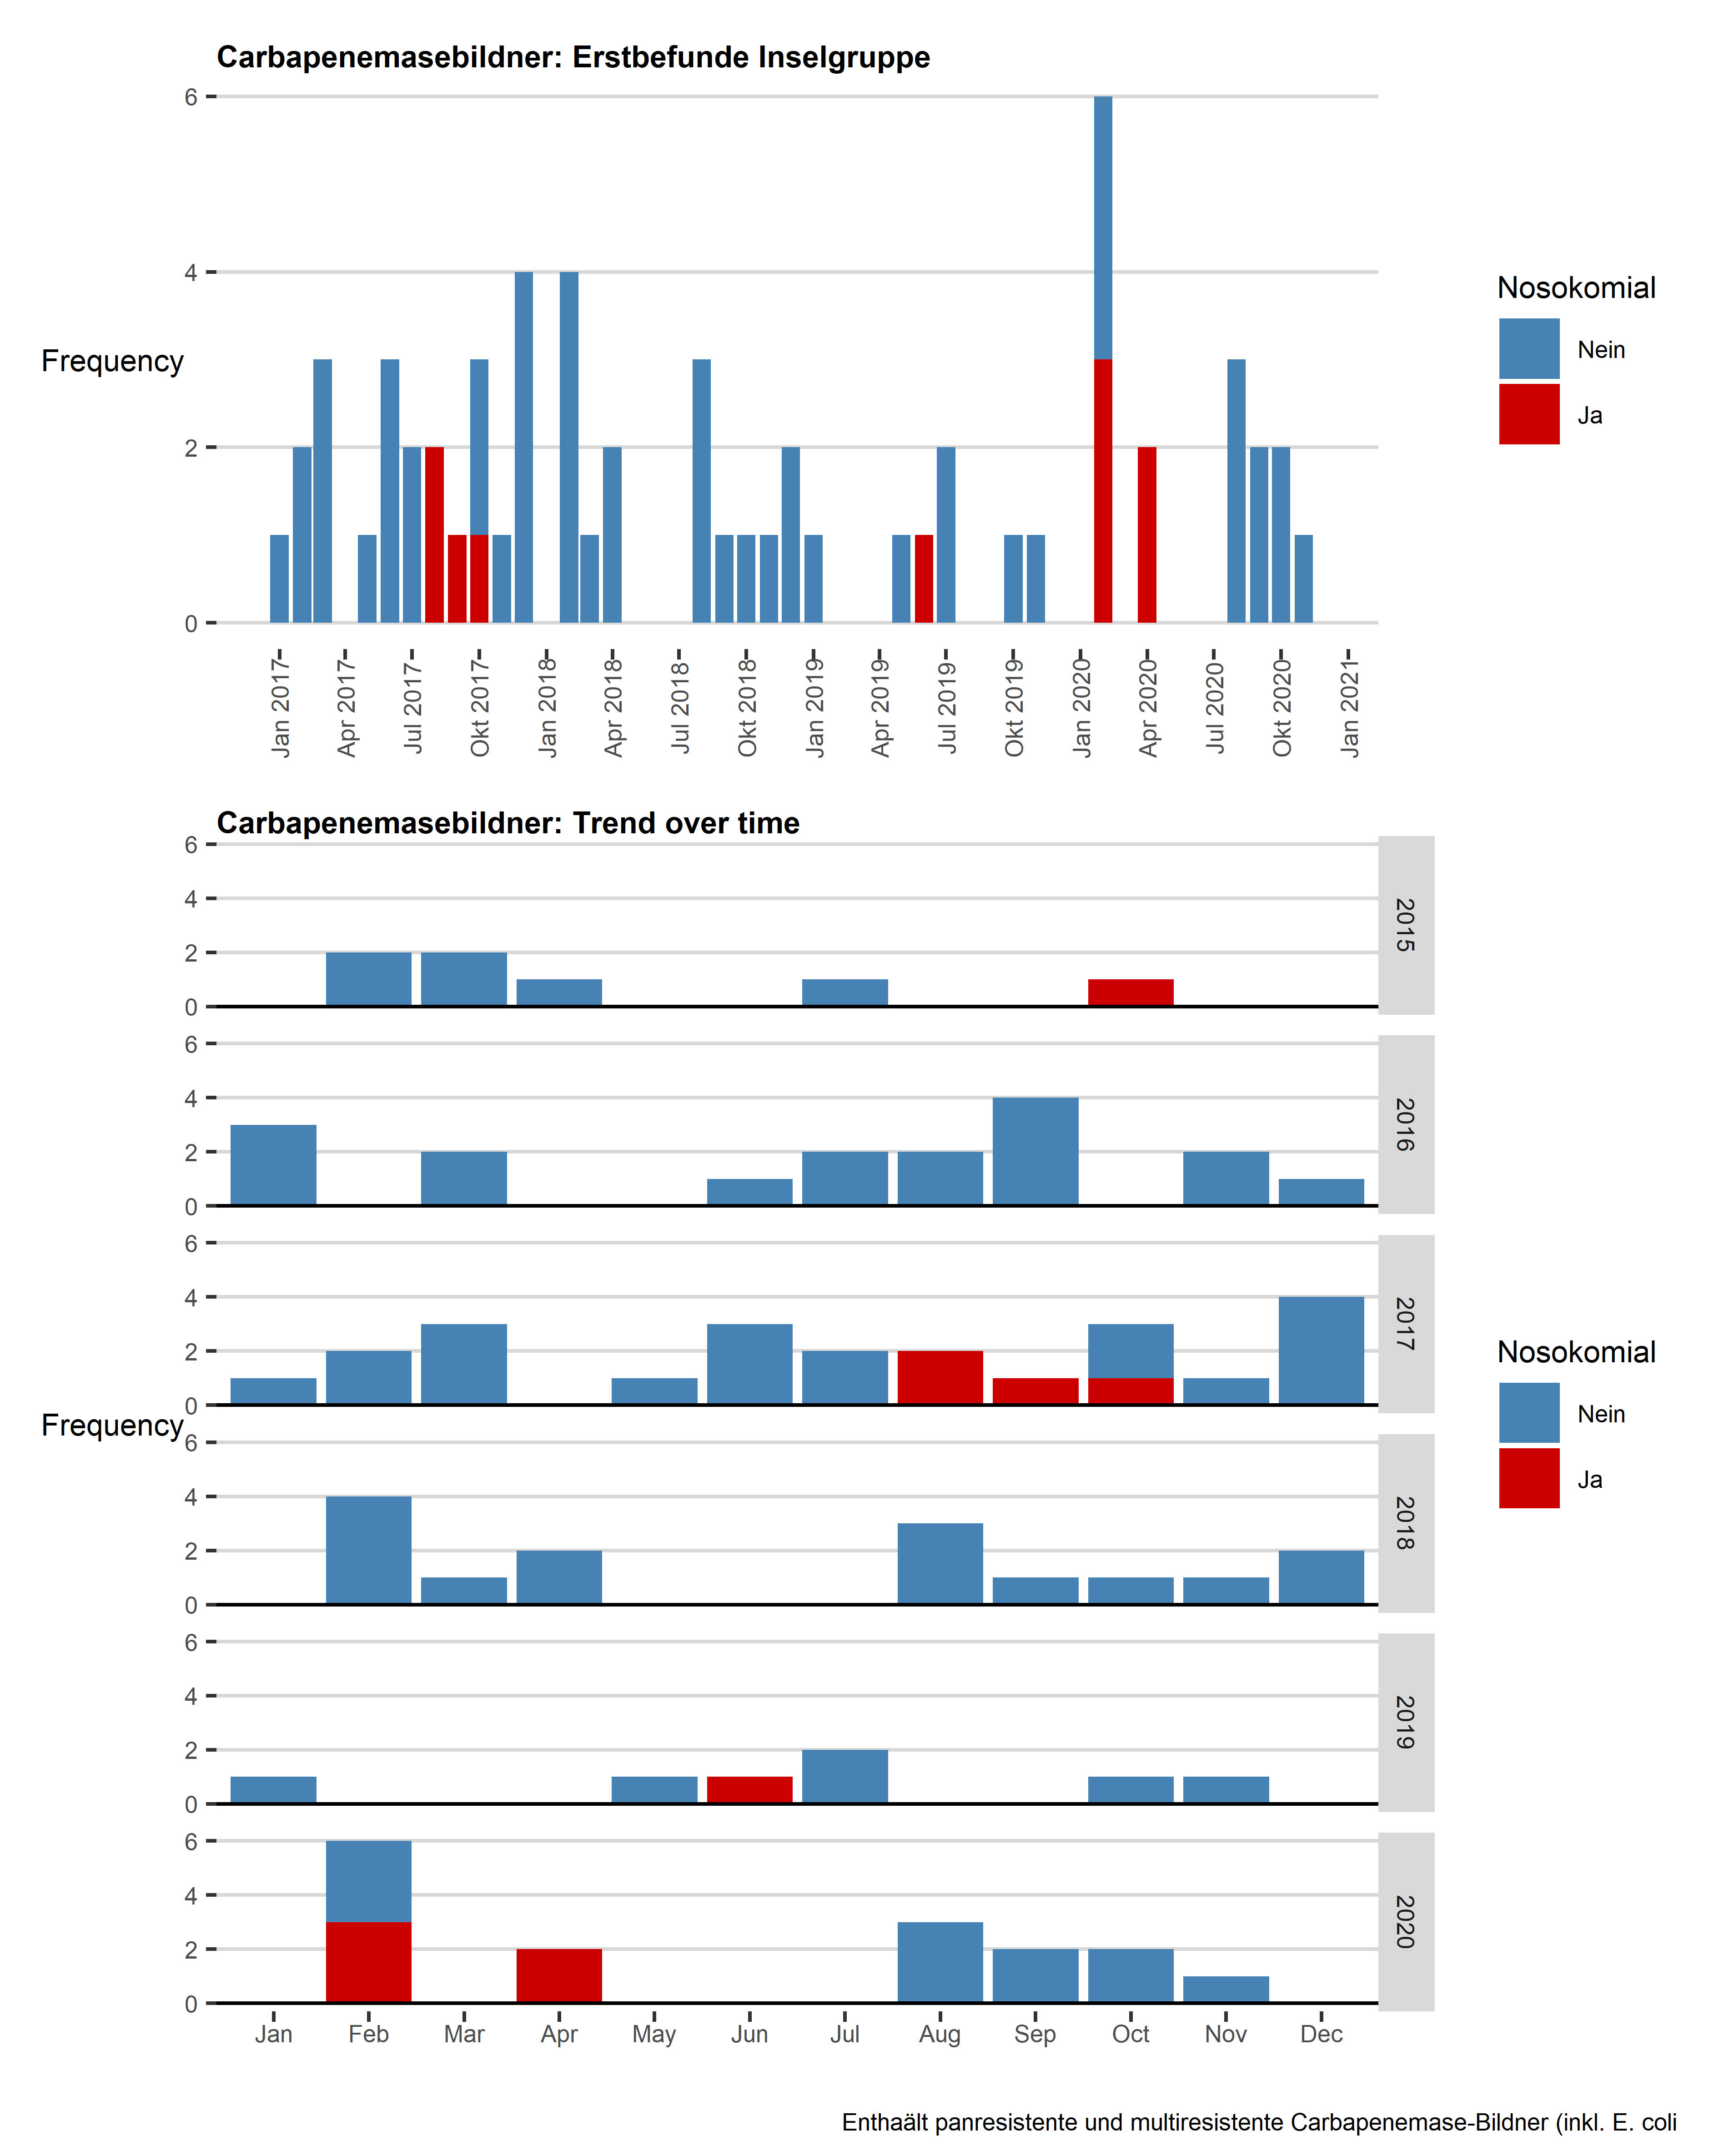 Carbapenemasebildner: Erstbefunde Inselgruppe
6
4
2
0
Frequency
Jan 2017
Apr 2017
Jul 2017
Okt 2017
Jan 2018
Apr 2018
Jul 2018
Okt 2018
Jan 2019
Apr 2019
Jul 2019
Okt 2019
Jan 2020
Apr 2020
Jul 2020
Okt 2020
Jan 2021
Nosokomial
Nein
Ja
Carbapenemasebildner: Trend over time
6
4
2
0
2015
6
4
2
0
2016
6
4
2
0
2017
Frequency
6
4
2
0
2018
6
4
2
0
2019
6
4
2
0
2020
Jan
Feb
Mar
Apr
May
Jun
Jul
Aug
Sep
Oct
Nov
Dec
Nosokomial
Nein
Ja
Enthaält panresistente und multiresistente Carbapenemase-Bildner (inkl. E. coli